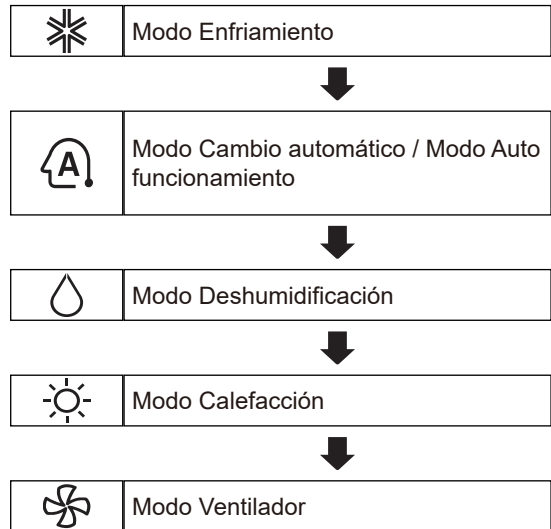 Modo Enfriamiento
A
Modo Cambio automático / Modo Auto
funcionamiento
Modo Deshumidificación
Modo Calefacción
Modo Ventilador